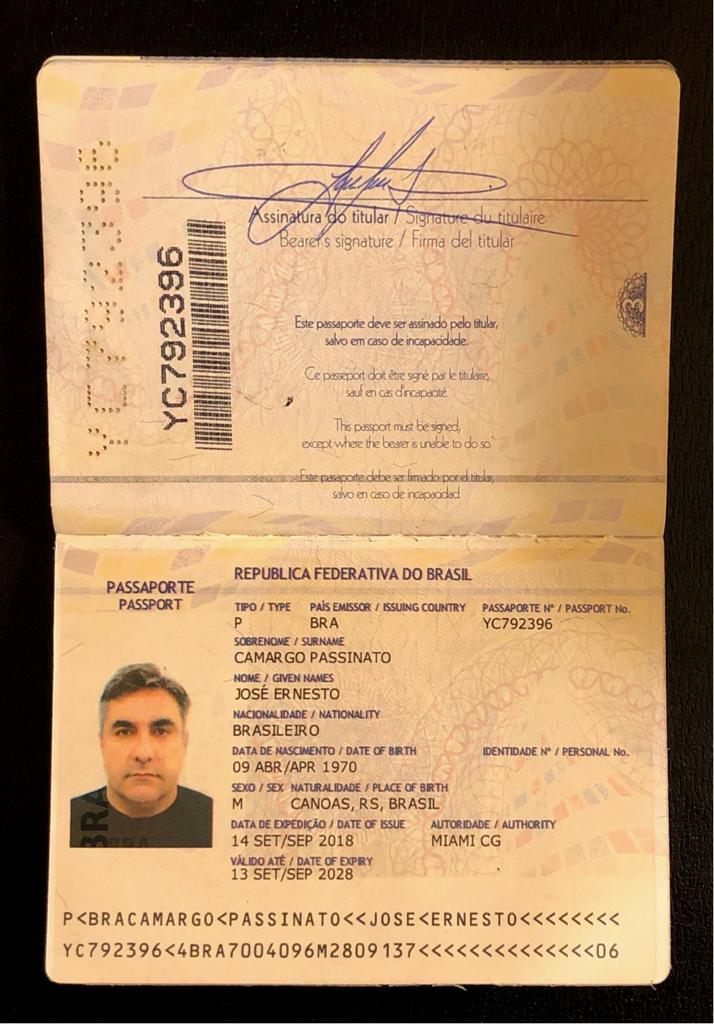 YC792396
YC792396
Assinatura do titular / Signature du titulaire
Bearer's signature / Firma del titular
3
Este passaporte deve ser assinado pelo titular,
salvo em caso de incapacidade.
Ce passeport doit être signé par le titulaire,
sauf en cas d'incapacité.
This passport must be signed,
except where the bearer is unable to do so.
Este pasaporte debe ser firmado por el titular,
salvo en caso de incapacidad.
PASSAPORTE
PASSPORT
REPUBLICA FEDERATIVA DO BRASIL
TIPO / TYPE PAÍS EMISSOR / ISSUING COUNTRY PASSAPORTE Nº / PASSPORT No.
P BRA YC792396
SOBRENOME / SURNAME
CAMARGO PASSINATO
NOME / GIVEN NAMES
JOSÉ ERNESTO
NACIONALIDADE / NATIONALITY
BRASILEIRO
DATA DE NASCIMENTO / DATE OF BIRTH IDENTIDADE Nº / PERSONAL No.
09 ABR/APR 1970
SEXO / SEX NATURALIDADE / PLACE OF BIRTH
M CANOAS, RS, BRASIL
DATA DE EXPEDIÇÃO / DATE OF ISSUE AUTORIDADE / AUTHORITY
14 SET/SEP 2018 MIAMI CG
VÁLIDO ATÉ / DATE OF EXPIRY
13 SET/SEP 2028
BRA
P<BRACAMARGO<PASSINATO<<JOSE<ERNESTO<<<<<<<<
YC792396<4BRA7004096M2809137<<<<<<<<<<<<<<06